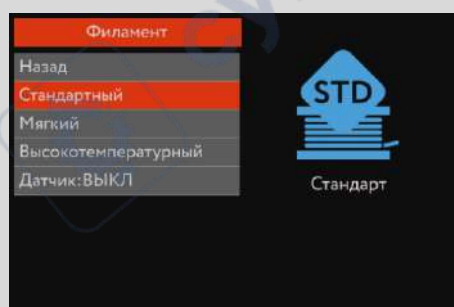 Филамент
Назад
Стандартный
Мягкий
Высокотемпературный
Датчик:ВЫКЛ
STD
Стандарт